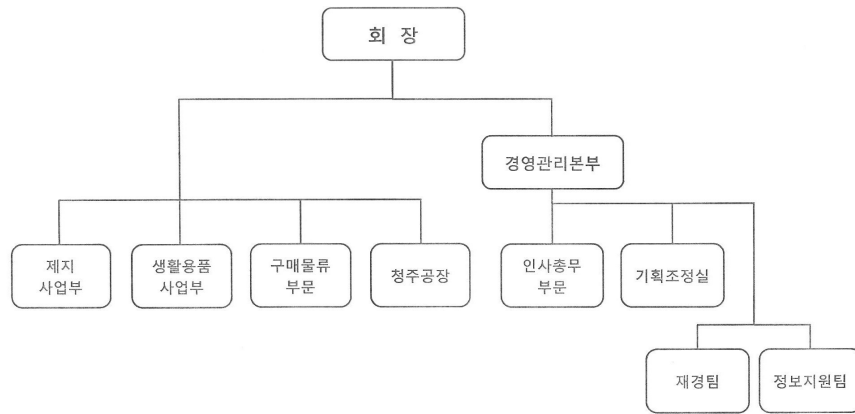 회 장
경영관리본부
제지
사업부
생활용품
사업부
구매물류
부문
청주공장
인사총무
부문
기획조정실
재경팀
정보지원팀